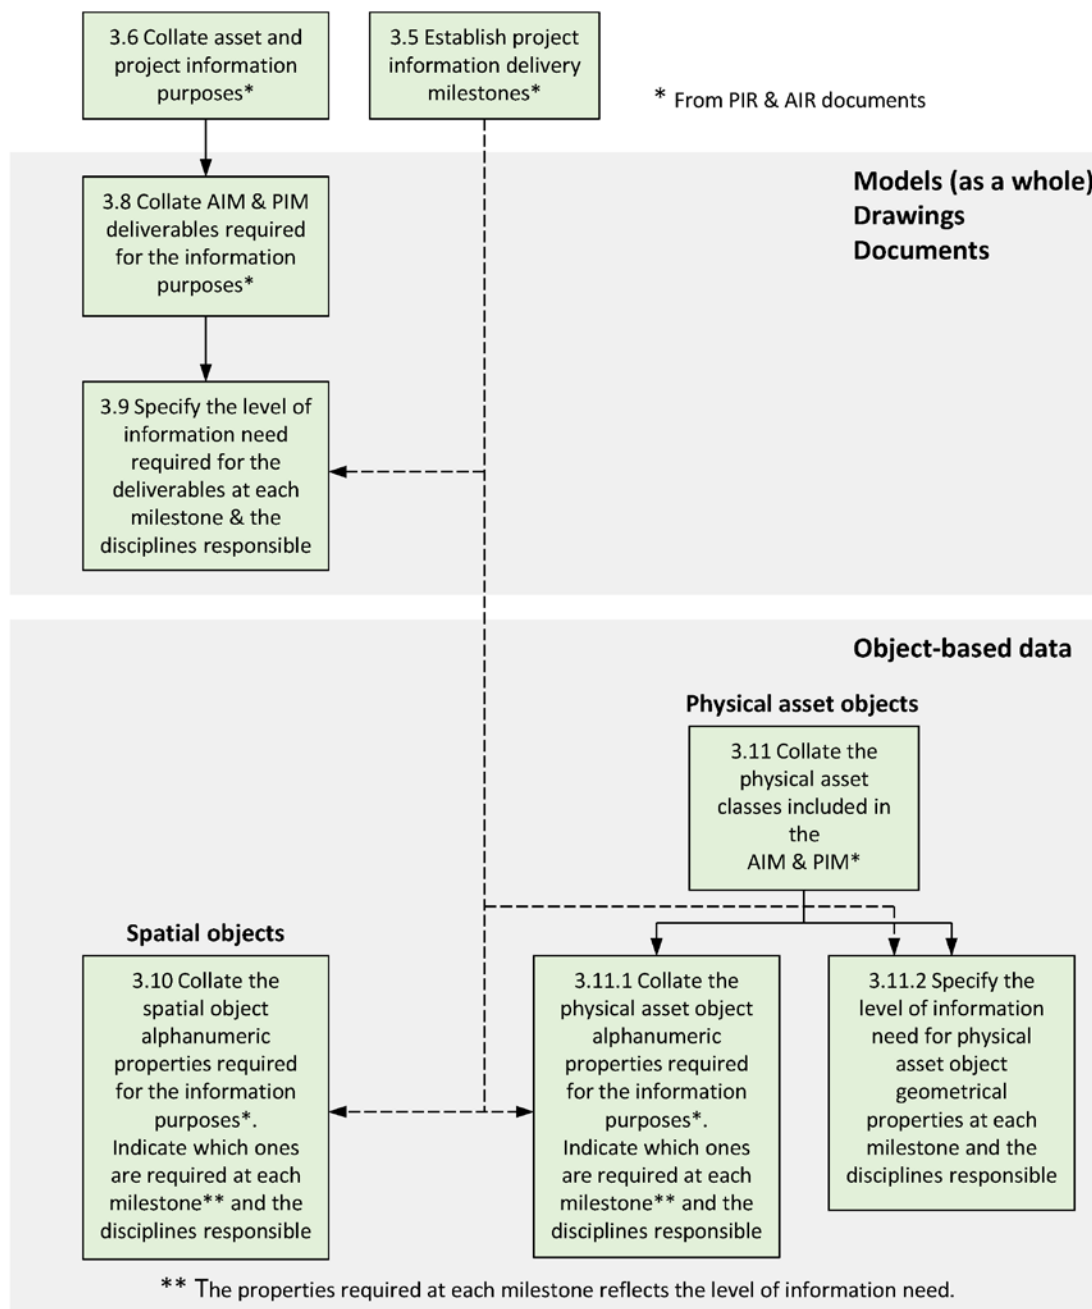 3.6 Collate asset and
project information
purposes*
3.5 Establish project
information delivery
milestones*
* From PIR & AIR documents
Models (as a whole)
Drawings
Documents
3.8 Collate AIM & PIM
deliverables required
for the information
purposes*
3.9 Specify the level of
information need
required for the
deliverables at each
milestone & the
disciplines responsible
Object-based data
Physical asset objects
3.11 Collate the
physical asset
classes included in
the
AIM & PIM*
Spatial objects
3.10 Collate the
spatial object
alphanumeric
properties required
for the information
purposes*.
Indicate which ones
are required at each
milestone** and the
disciplines responsible
3.11.1 Collate the
physical asset object
alphanumeric
properties required
for the information
purposes*.
Indicate which ones
are required at each
milestone** and the
disciplines responsible
3.11.2 Specify the
level of information
need for physical
asset object
geometrical
properties at each
milestone and the
disciplines responsible
** The properties required at each milestone reflects the level of information need.